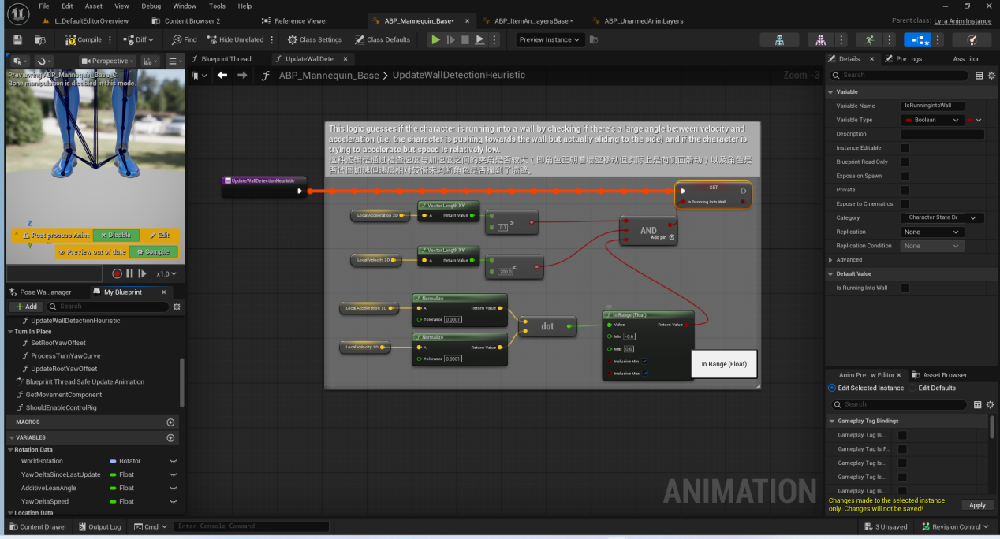 File Edit Asset View Debug Window Tools Help
L_DefaultEditorOverview Content Browser 2 Reference Viewer ABP_Mannequin_Base* ABP_ItemAn_ayersBase • ABP_UnarmedAnimLayers Parent class: Lyra Anim Instance
Compile Diff Find Hide Unrelated Class Settings Class Defaults Preview Instance
Perspective
Previewing ABP_Mannequin_Base_C.
Bone manipulation is disabled in this mode.
Z
Y
Post process Anim: Disable Edit
Preview out of date Compile
x1.0
Pose Wa...anager My Blueprint
Add Search
UpdateWallDetectionHeuristic
Turn In Place
SetRootYawOffset
ProcessTurnYawCurve
UpdateRootYawOffset
Blueprint Thread Safe Update Animation
GetMovementComponent
ShouldEnableControlRig
MACROS
VARIABLES
Rotation Data
WorldRotation Rotator
YawDeltaSinceLastUpdate Float
AdditiveLeanAngle Float
YawDeltaSpeed Float
Location Data
Blueprint Thread... UpdateWallDete...
ABP_Mannequin_Base > UpdateWallDetectionHeuristic Zoom -3
This logic guesses if the character is running into a wall by checking if there's a large angle between velocity and
acceleration (i.e. the character is pushing towards the wall but actually sliding to the side) and if the character is
trying to accelerate but speed is relatively low.
这种逻辑是通过检查速度与加速度之间的夹角是否较大（即角色正朝着墙壁移动但实际上是向侧面滑动）以及角色是
否试图加速但速度相对较慢来判断角色是否撞到了墙壁。
UpdateWallDetectionHeuristic
SET
Is Running Into Wall
Local Acceleration 2D
Vector Length XY
A Return Value
>
0.1
AND
Add pin
Local Velocity 2D
Vector Length XY
A Return Value
<
200.0
Local Acceleration 2D
Normalize
A Return Value
Tolerance 0.0001
dot
Local Velocity 2D
Normalize
A Return Value
Tolerance 0.0001
In Range (Float)
Value Return Value
Min -0.6
Max 0.6
Inclusive Min
Inclusive Max
In Range (Float)
ANIMATION
Details Pre...ngs Ass...itor
Search
Variable
Variable Name IsRunningIntoWall
Variable Type Boolean
Description
Instance Editable
Blueprint Read Only
Expose on Spawn
Private
Expose to Cinematics
Category Character State Da
Replication None
Replication Condition None
Advanced
Default Value
Is Running Into Wall
Anim Pre...w Editor Asset Browser
Edit Selected Instance Edit Defaults
Search
Gameplay Tag Bindings
Gameplay Tag Is...
Gameplay Tag Is F...
Gameplay Tag Is...
Gameplay Tag Is...
Gameplay Tag Is...
Changes made to the selected instance
only. Changes will not be saved!
Apply
Content Drawer Output Log Cmd Enter Console Command 3 Unsaved Revision Control